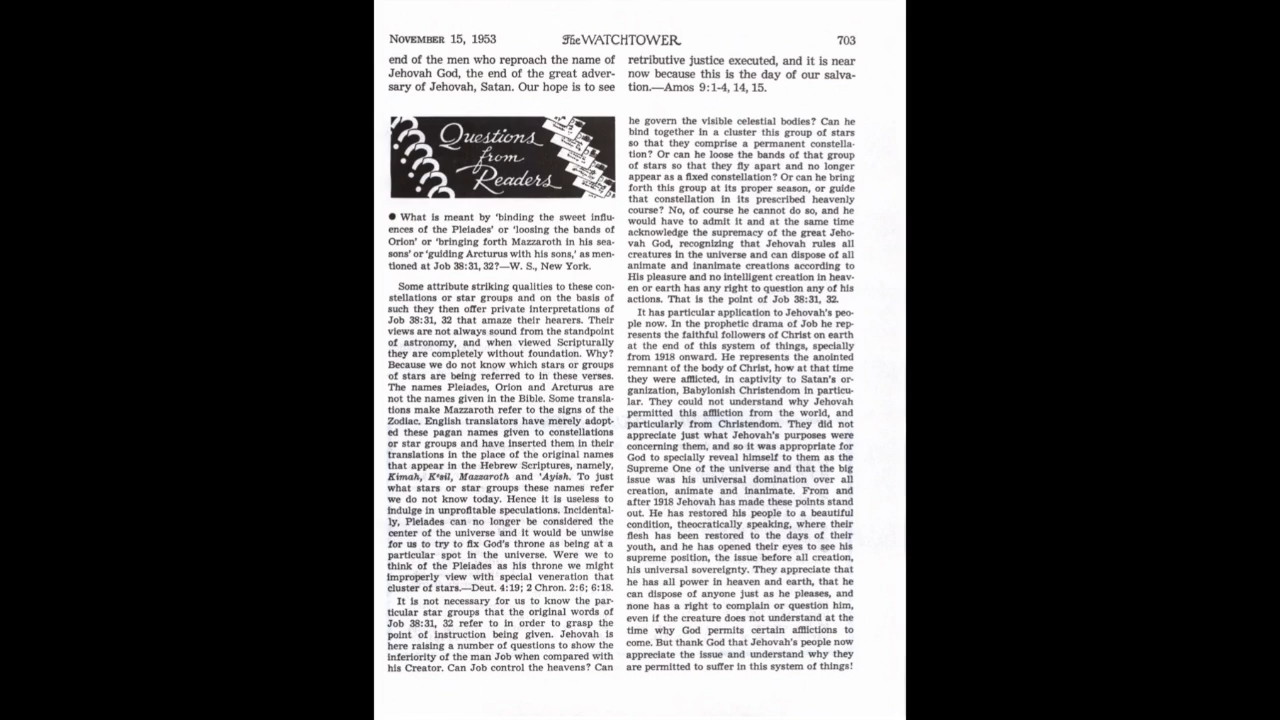 NOVEMBER 15, 1953
The WATCHTOWER
703
end of the men who reproach the name of
Jehovah God, the end of the great adver-
sary of Jehovah, Satan. Our hope is to see
retributive justice executed, and it is near
now because this is the day of our salva-
tion.—Amos 9:1-4, 14, 15.
Questions
from
Readers
● What is meant by 'binding the sweet influ-
ences of the Pleiades' or 'loosing the bands of
Orion' or 'bringing forth Mazzaroth in his sea-
sons' or 'guiding Arcturus with his sons,' as men-
tioned at Job 38:31, 32?—W. S., New York.
Some attribute striking qualities to these con-
stellations or star groups and on the basis of
such they then offer private interpretations of
Job 38:31, 32 that amaze their hearers. Their
views are not always sound from the standpoint
of astronomy, and when viewed Scripturally
they are completely without foundation. Why?
Because we do not know which stars or groups
of stars are being referred to in these verses.
The names Pleiades, Orion and Arcturus are
not the names given in the Bible. Some transla-
tions make Mazzaroth refer to the signs of the
Zodiac. English translators have merely adopt-
ed these pagan names given to constellations
or star groups and have inserted them in their
translations in the place of the original names
that appear in the Hebrew Scriptures, namely,
Kimah, Kᵉsil, Mazzaroth and 'Ayish. To just
what stars or star groups these names refer
we do not know today. Hence it is useless to
indulge in unprofitable speculations. Incidental-
ly, Pleiades can no longer be considered the
center of the universe and it would be unwise
for us to try to fix God's throne as being at a
particular spot in the universe. Were we to
think of the Pleiades as his throne we might
improperly view with special veneration that
cluster of stars.—Deut. 4:19; 2 Chron. 2:6; 6:18.
It is not necessary for us to know the par-
ticular star groups that the original words of
Job 38:31, 32 refer to in order to grasp the
point of instruction being given. Jehovah is
here raising a number of questions to show the
inferiority of the man Job when compared with
his Creator. Can Job control the heavens? Can
he govern the visible celestial bodies? Can he
bind together in a cluster this group of stars
so that they comprise a permanent constella-
tion? Or can he loose the bands of that group
of stars so that they fly apart and no longer
appear as a fixed constellation? Or can he bring
forth this group at its proper season, or guide
that constellation in its prescribed heavenly
course? No, of course he cannot do so, and he
would have to admit it and at the same time
acknowledge the supremacy of the great Jeho-
vah God, recognizing that Jehovah rules all
creatures in the universe and can dispose of all
animate and inanimate creations according to
His pleasure and no intelligent creation in heav-
en or earth has any right to question any of his
actions. That is the point of Job 38:31, 32.
It has particular application to Jehovah's peo-
ple now. In the prophetic drama of Job he rep-
resents the faithful followers of Christ on earth
at the end of this system of things, specially
from 1918 onward. He represents the anointed
remnant of the body of Christ, how at that time
they were afflicted, in captivity to Satan's or-
ganization, Babylonish Christendom in particu-
lar. They could not understand why Jehovah
permitted this affliction from the world, and
particularly from Christendom. They did not
appreciate just what Jehovah's purposes were
concerning them, and so it was appropriate for
God to specially reveal himself to them as the
Supreme One of the universe and that the big
issue was his universal domination over all
creation, animate and inanimate. From and
after 1918 Jehovah has made these points stand
out. He has restored his people to a beautiful
condition, theocratically speaking, where their
flesh has been restored to the days of their
youth, and he has opened their eyes to see his
supreme position, the issue before all creation,
his universal sovereignty. They appreciate that
he has all power in heaven and earth, that he
can dispose of anyone just as he pleases, and
none has a right to complain or question him,
even if the creature does not understand at the
time why God permits certain afflictions to
come. But thank God that Jehovah's people now
appreciate the issue and understand why they
are permitted to suffer in this system of things!